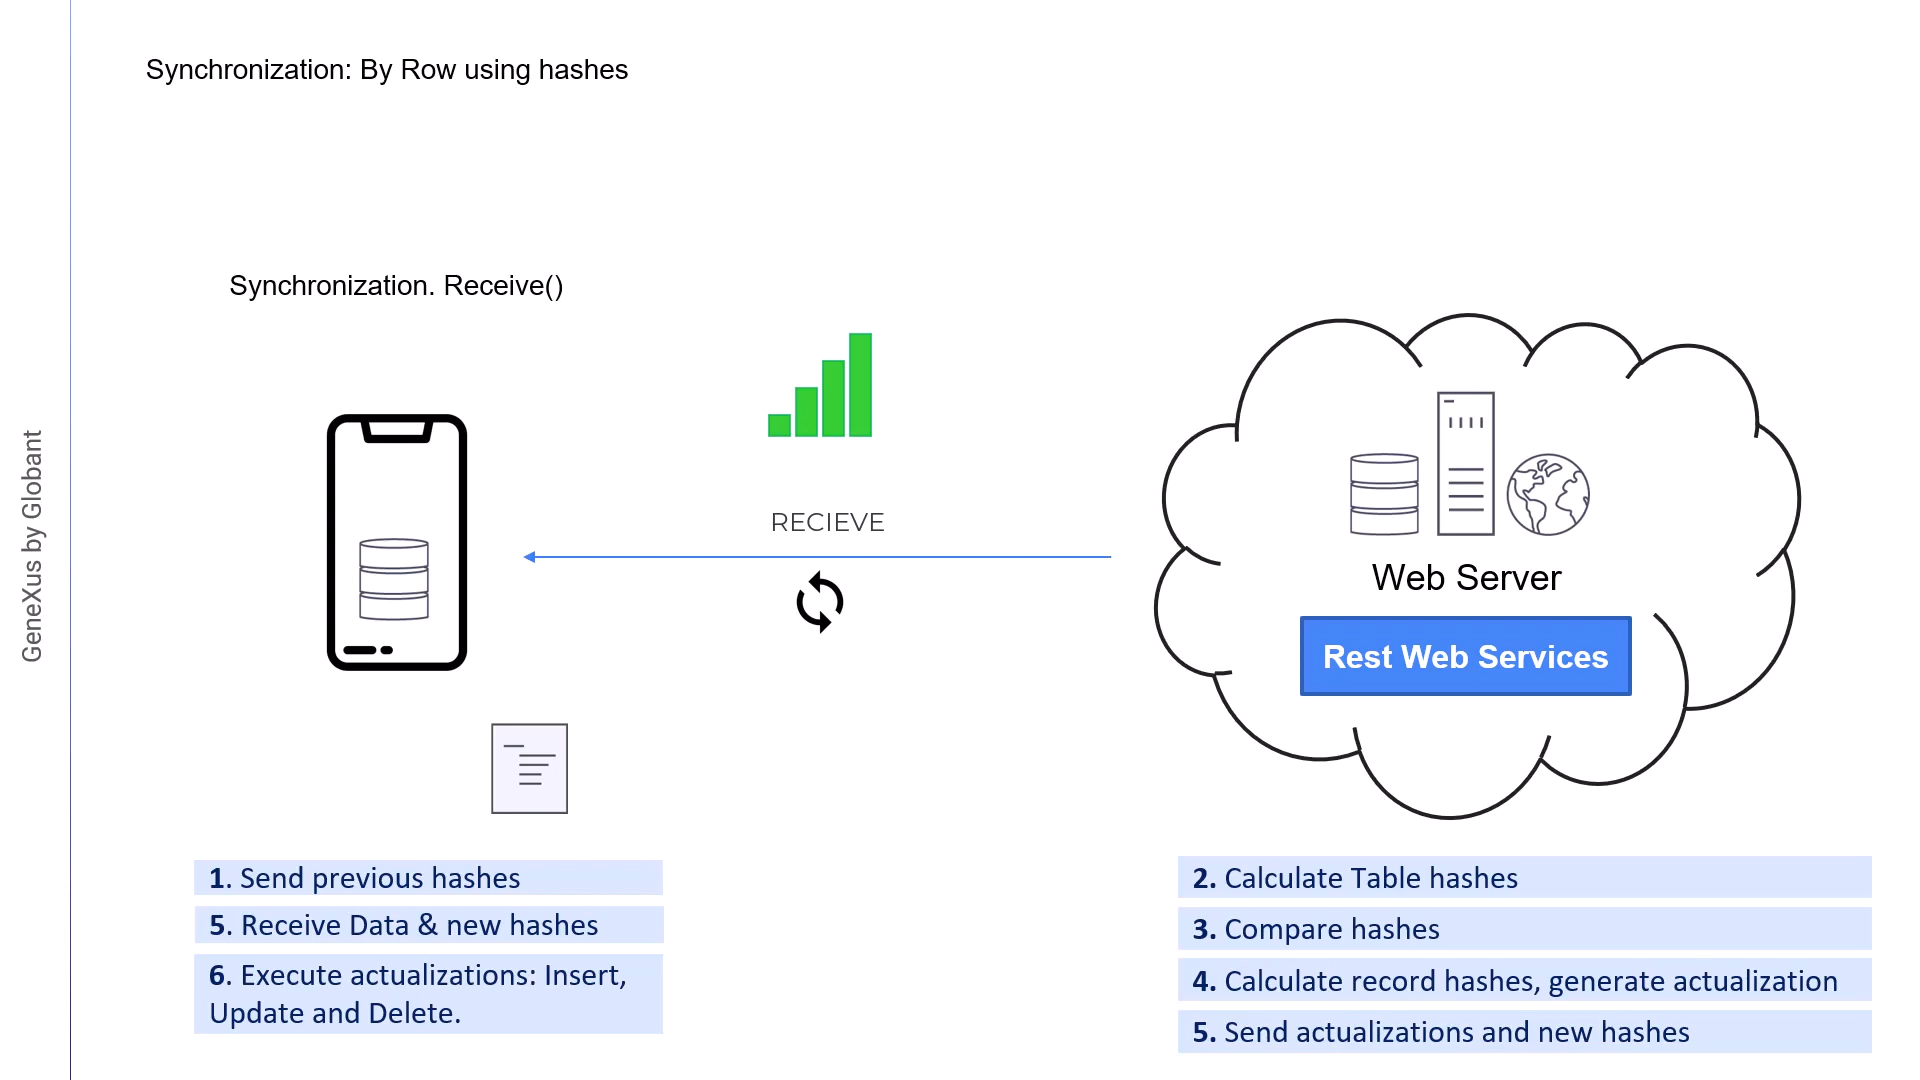 Synchronization: By Row using hashes
GeneXus by Globant
Synchronization. Receive()
RECIEVE
Web Server
Rest Web Services
1. Send previous hashes
5. Receive Data & new hashes
6. Execute actualizations: Insert,
Update and Delete.
2. Calculate Table hashes
3. Compare hashes
4. Calculate record hashes, generate actualization
5. Send actualizations and new hashes